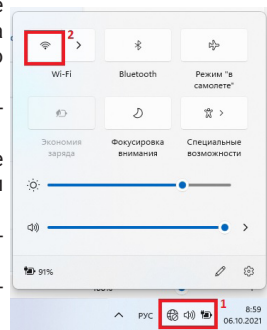 2
Wi-Fi
Bluetooth
Режим "в
самолете"
Экономия
заряда
Фокусировка
внимания
Специальные
возможности
91%
1
РУС
8:59
06.10.2021